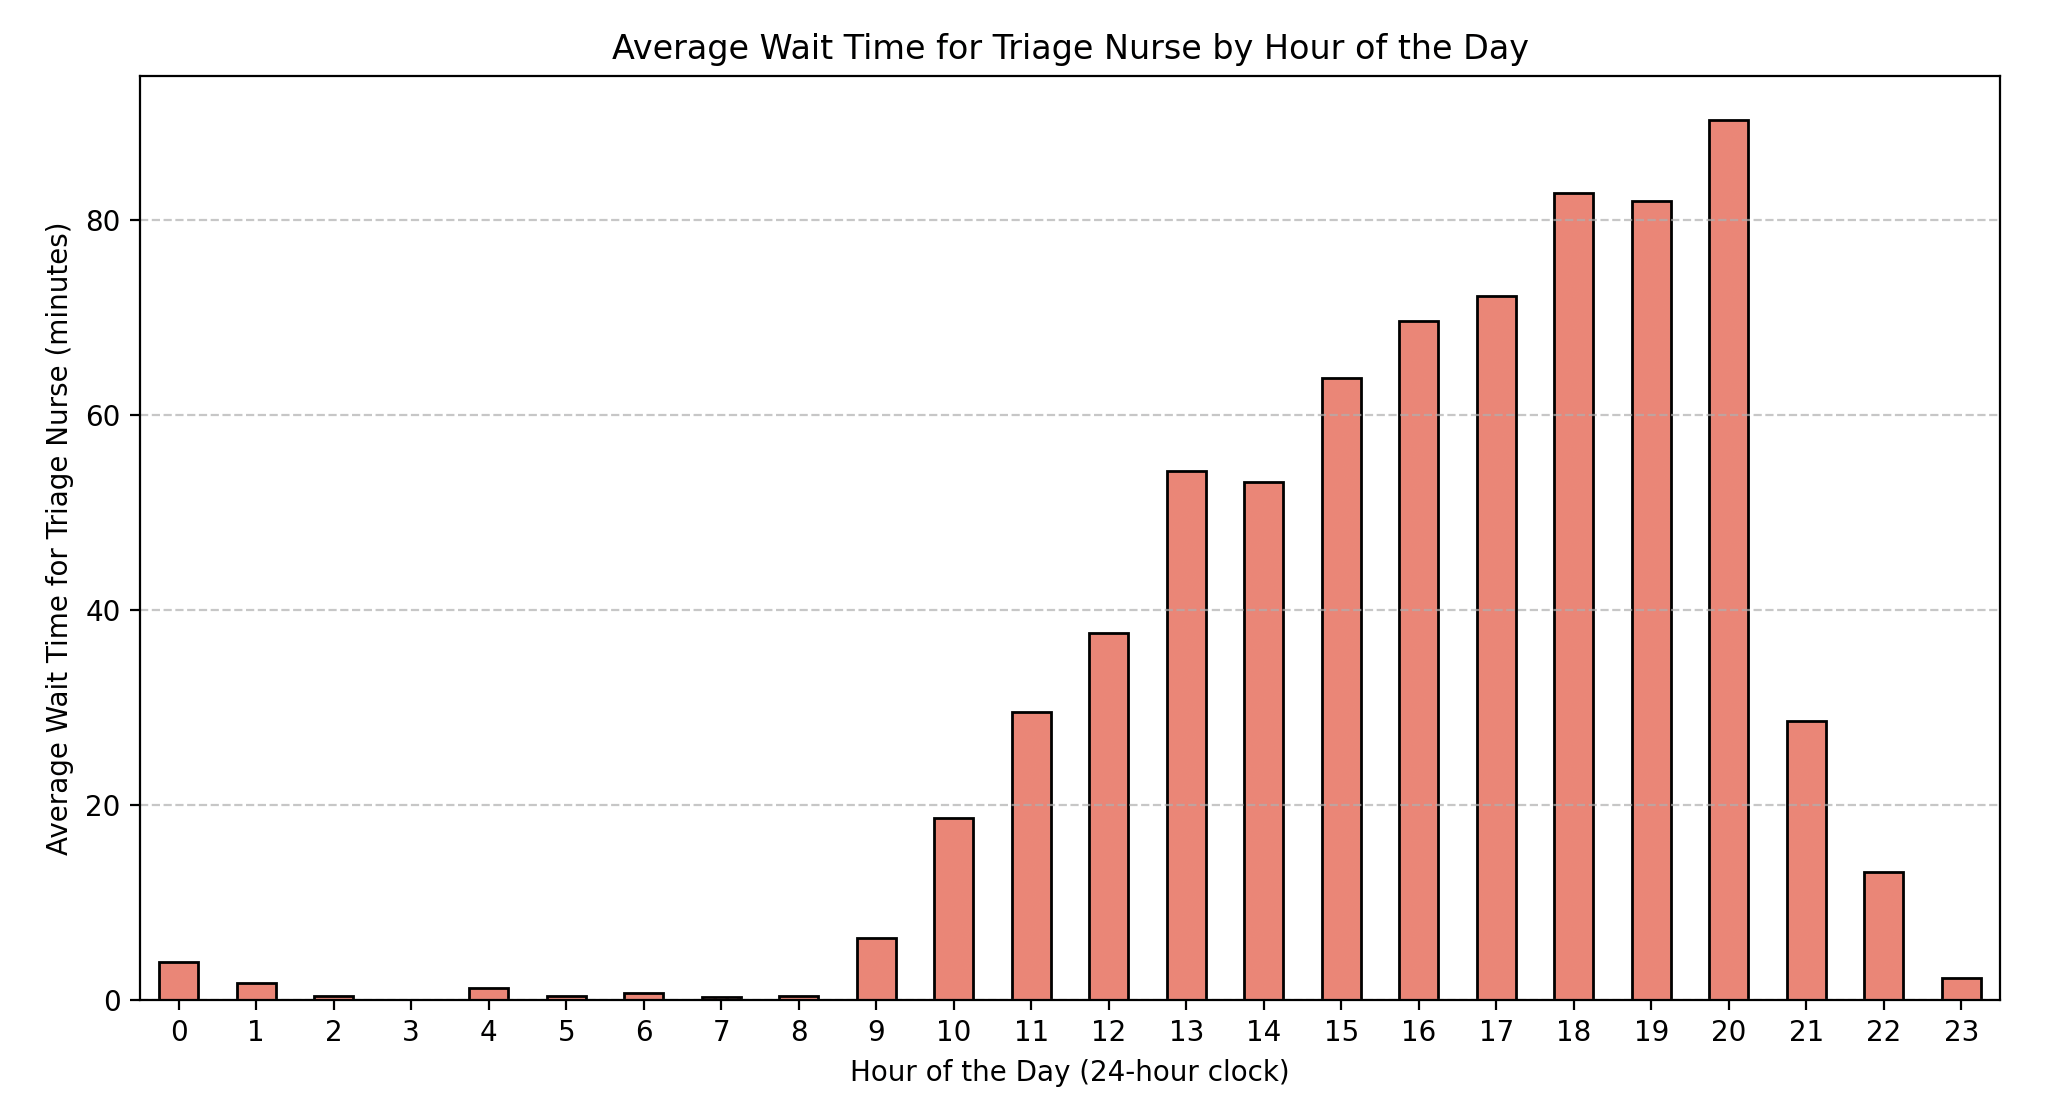 Average Wait Time for Triage Nurse by Hour of the Day
Average Wait Time for Triage Nurse (minutes)
80
60
40
20
0
0 1 2 3 4 5 6 7 8 9 10 11 12 13 14 15 16 17 18 19 20 21 22 23
Hour of the Day (24-hour clock)